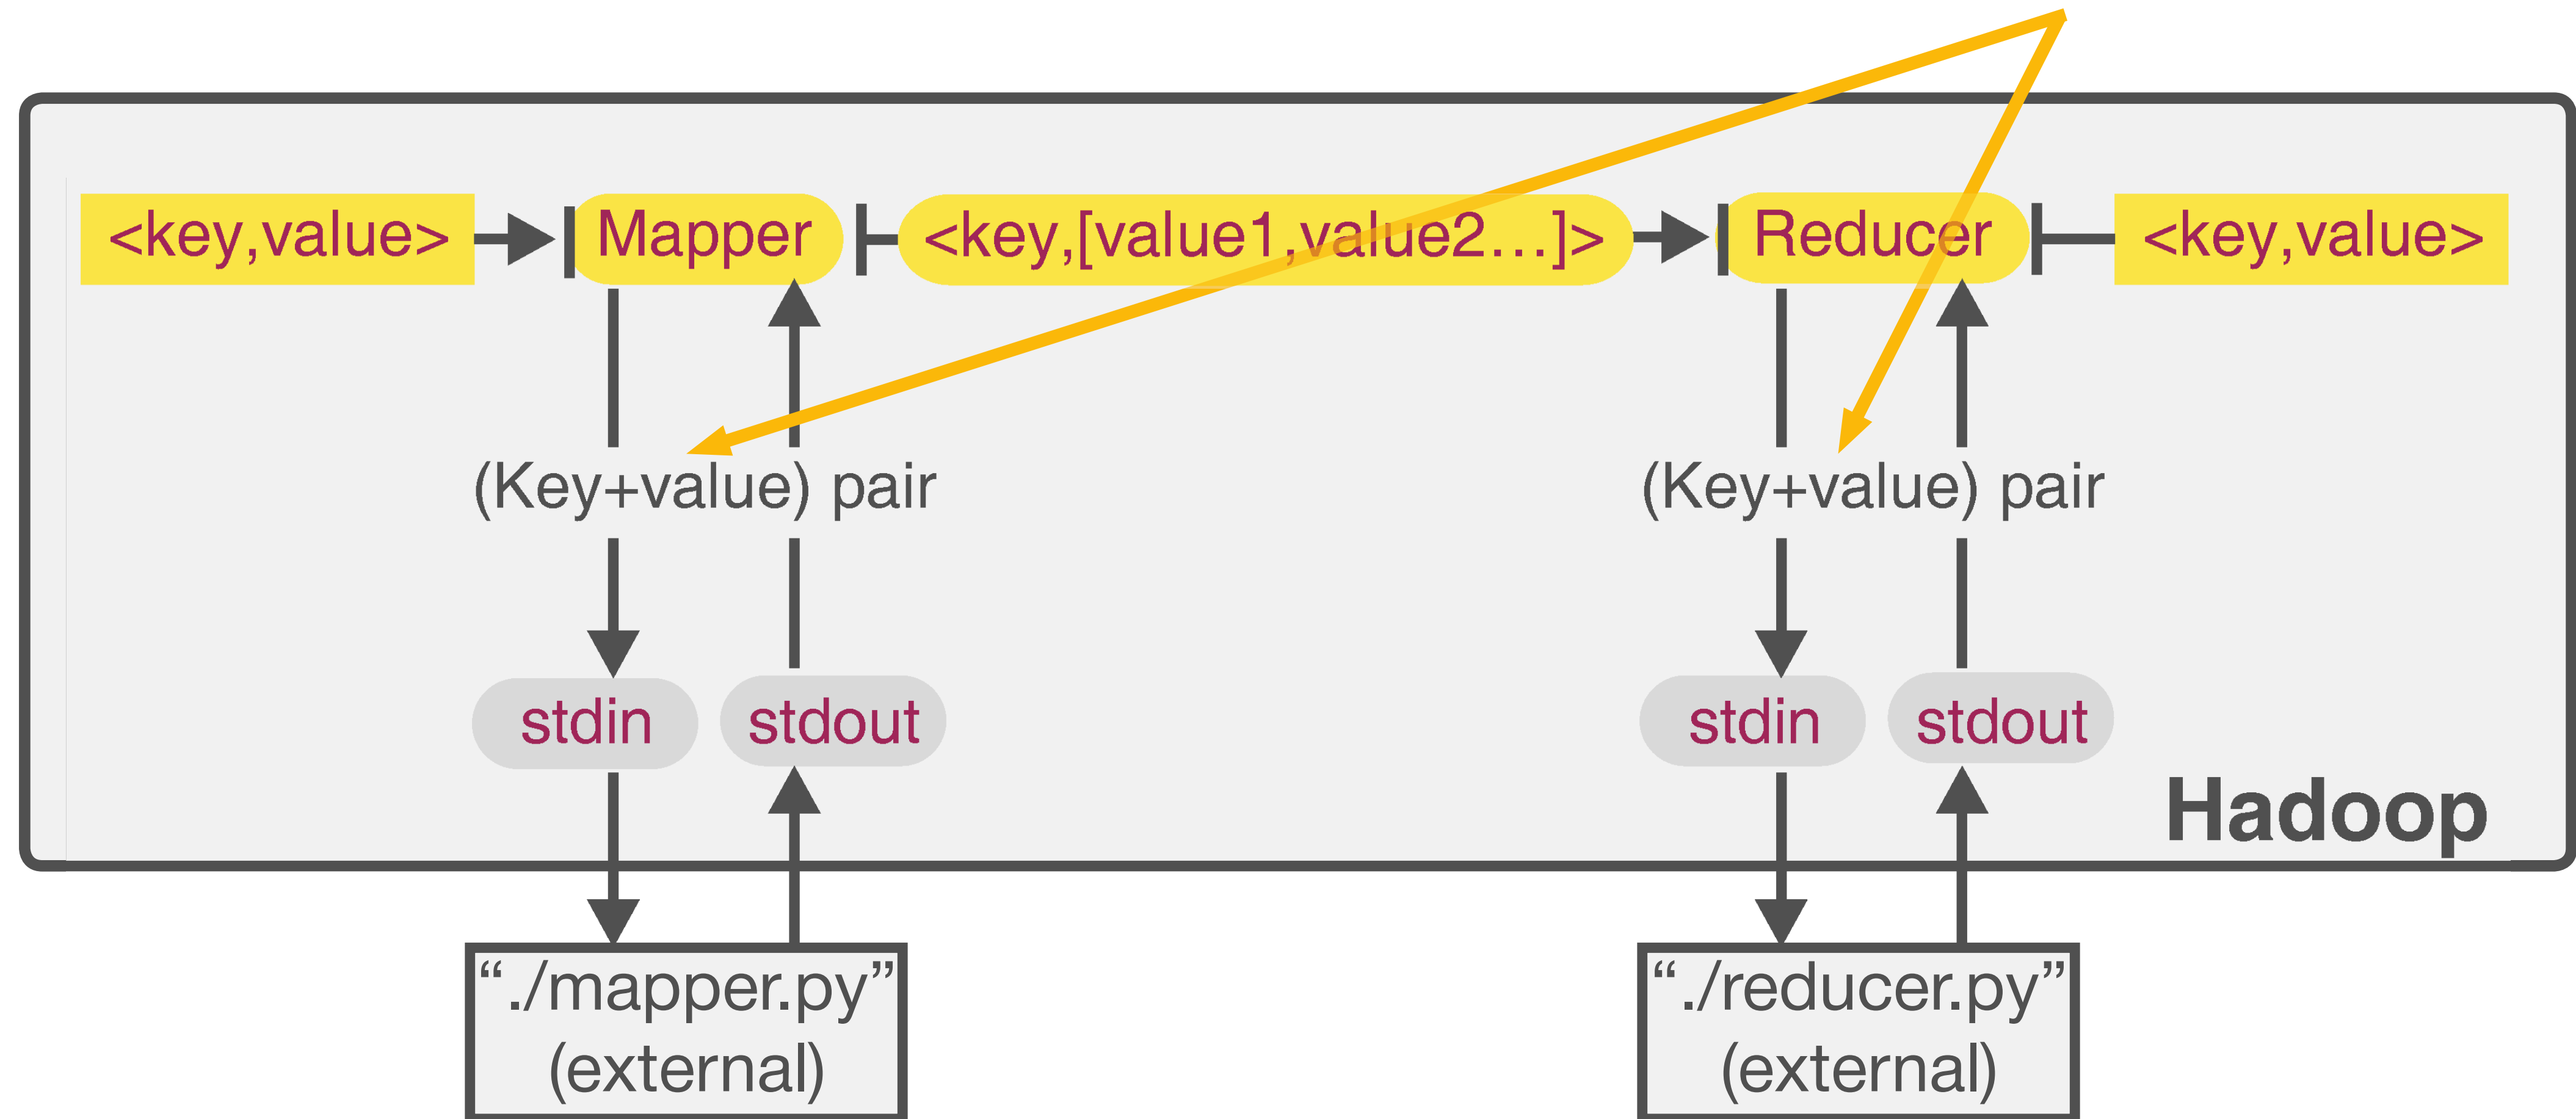 <key,value>
Mapper
<key,[value1,value2...]>
Reducer
<key,value>
(Key+value) pair
(Key+value) pair
stdin
stdout
stdin
stdout
Hadoop
“./mapper.py”
(external)
“./reducer.py”
(external)